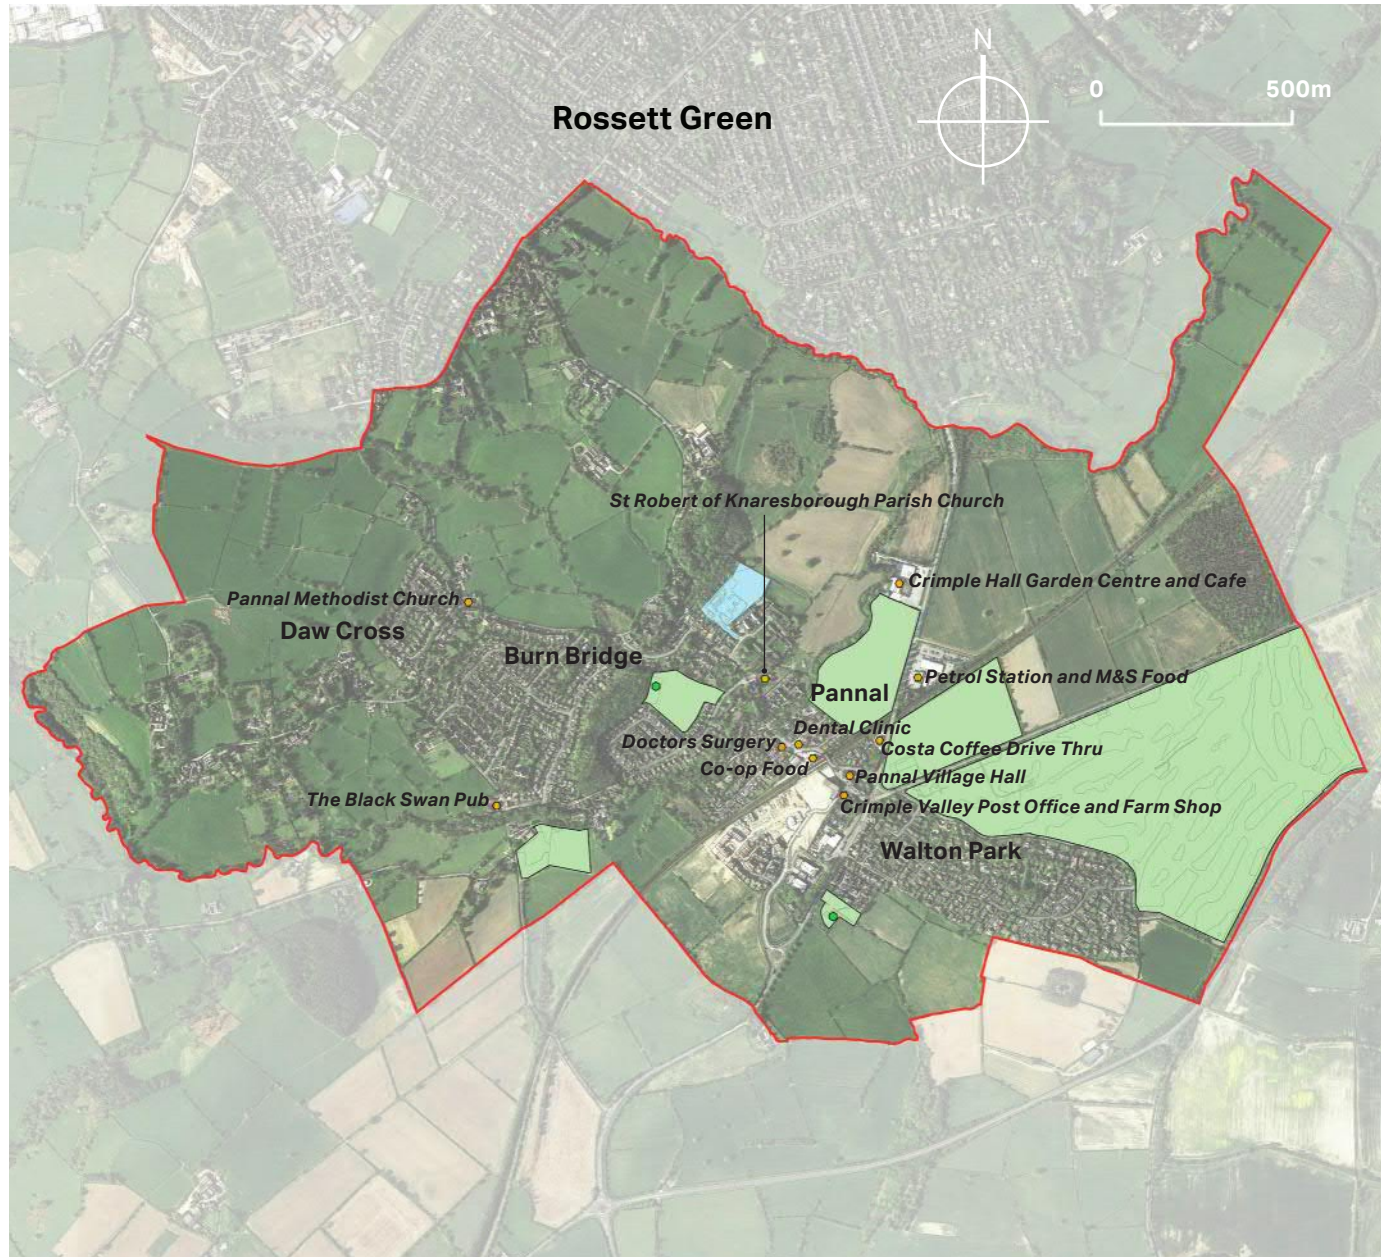 N
0 500m
Rossett Green
St Robert of Knaresborough Parish Church
Crimple Hall Garden Centre and Cafe
Pannal Methodist Church
Daw Cross
Burn Bridge
Petrol Station and M&S Food
Pannal
Dental Clinic
Doctors Surgery
Costa Coffee Drive Thru
Co-op Food
Pannal Village Hall
The Black Swan Pub
Crimple Valley Post Office and Farm Shop
Walton Park